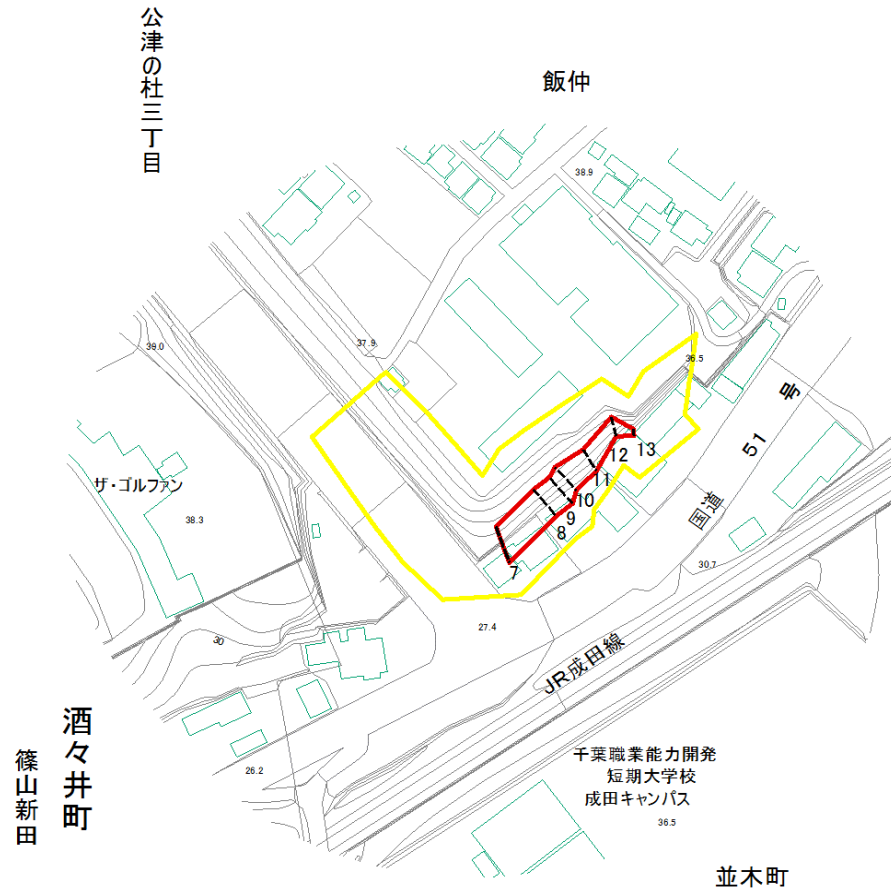 公津の杜三丁目
飯仲
38.9
37.9
39.0
36.5
51
号
国道
ザ・ゴルファン
38.3
13
12
11
10
9
8
7
30.7
27.4
30
JR成田線
酒々井町
篠山新田
26.2
千葉職業能力開発
短期大学校
成田キャンパス
36.5
並木町